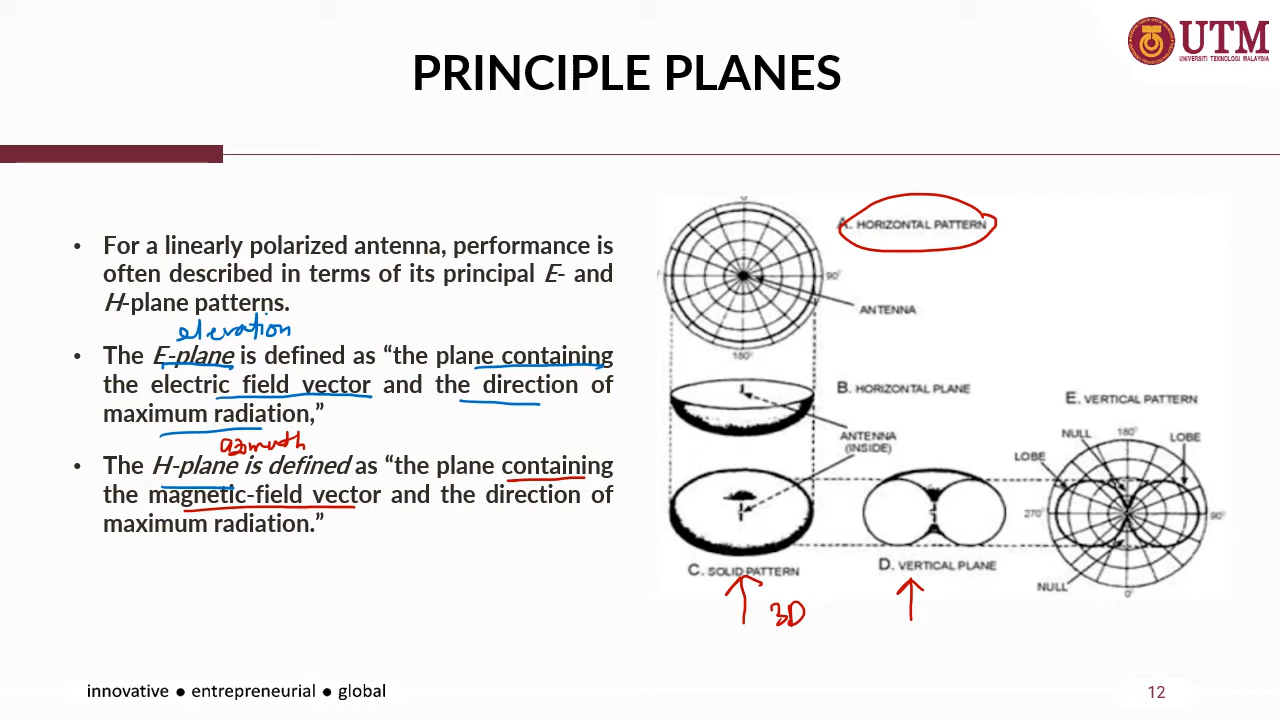 UTM
UNIVERSITI TEKNOLOGI MALAYSIA
PRINCIPLE PLANES
• For a linearly polarized antenna, performance is
often described in terms of its principal E- and
H-plane patterns.
elevation
• The E-plane is defined as “the plane containing
the electric field vector and the direction of
maximum radiation,”
azimuth
• The H-plane is defined as “the plane containing
the magnetic-field vector and the direction of
maximum radiation.”
0°
A. HORIZONTAL PATTERN
90°
ANTENNA
180°
B. HORIZONTAL PLANE
ANTENNA
(INSIDE)
C. SOLID PATTERN
3D
D. VERTICAL PLANE
E. VERTICAL PATTERN
NULL
180°
LOBE
LOBE
270°
90°
NULL
0°
innovative ● entrepreneurial ● global
12